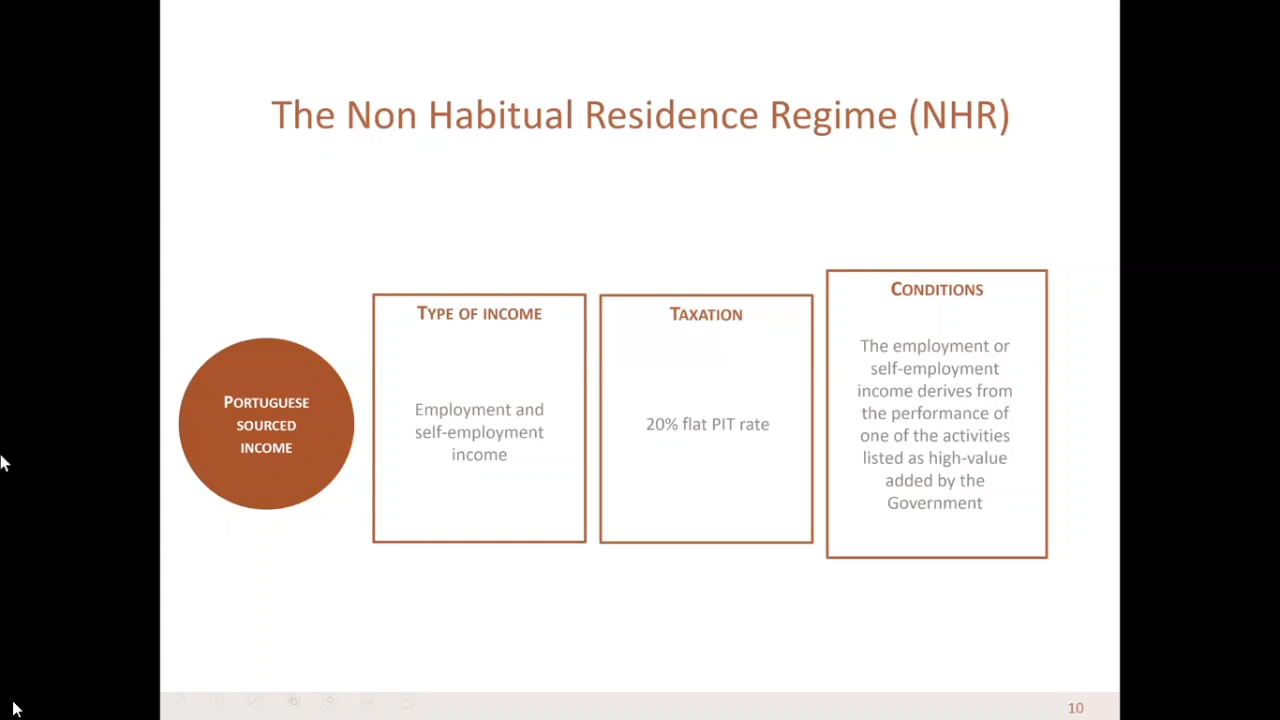 The Non Habitual Residence Regime (NHR)
PORTUGUESE
SOURCED
INCOME
TYPE OF INCOME
Employment and
self-employment
income
TAXATION
20% flat PIT rate
CONDITIONS
The employment or
self-employment
income derives from
the performance of
one of the activities
listed as high-value
added by the
Government
10